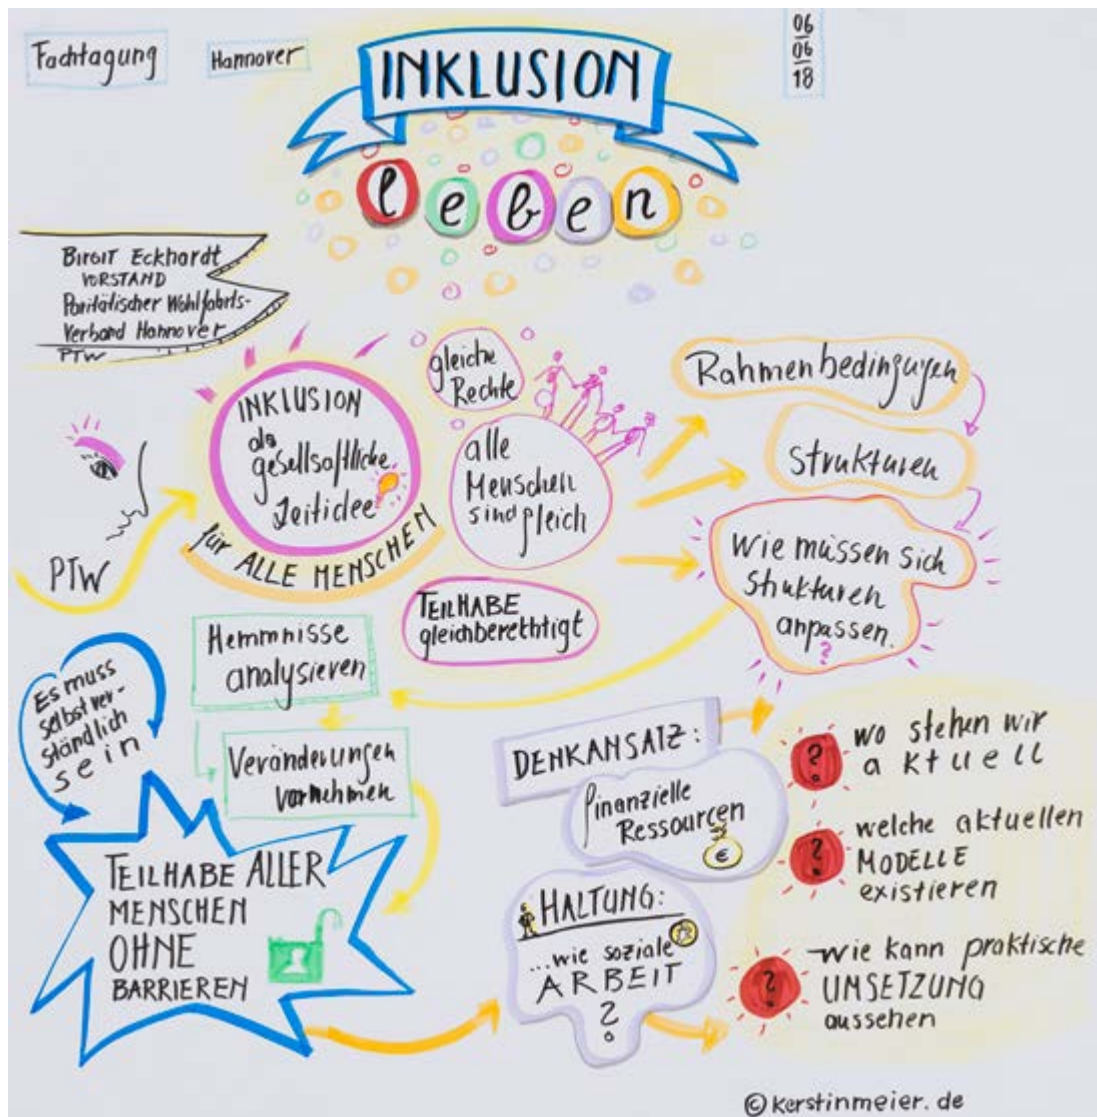 Fachtagung
Hannover
06
06
18
INKLUSION
leben
BIRGIT Eckhardt
VORSTAND
Paritätischer Wohlfahrts-
Verband Hannover
PTW
PTW
INKLUSION
als
gesellsaftliche
Leitidee
für ALLE MENSCHEN
gleiche
Rechte
alle
Menschen
sind gleich
TEILHABE
gleichberechtigt
Rahmenbedingungen
Strukturen
Wie müssen sich
Strukturen
anpassen.
?
Hemmnisse
analysieren
Veränderungen
vornehmen
Es muss
selbstver-
ständlich
sein
TEILHABE ALLER
MENSCHEN
OHNE
BARRIEREN
DENKANSATZ:
finanzielle
Ressourcen
€
HALTUNG:
...wie soziale
ARBEIT
?
? wo stehen wir
aktuell
? welche aktuellen
MODELLE
existieren
? wie kann praktische
UMSETZUNG
aussehen
© kerstinmeier.de